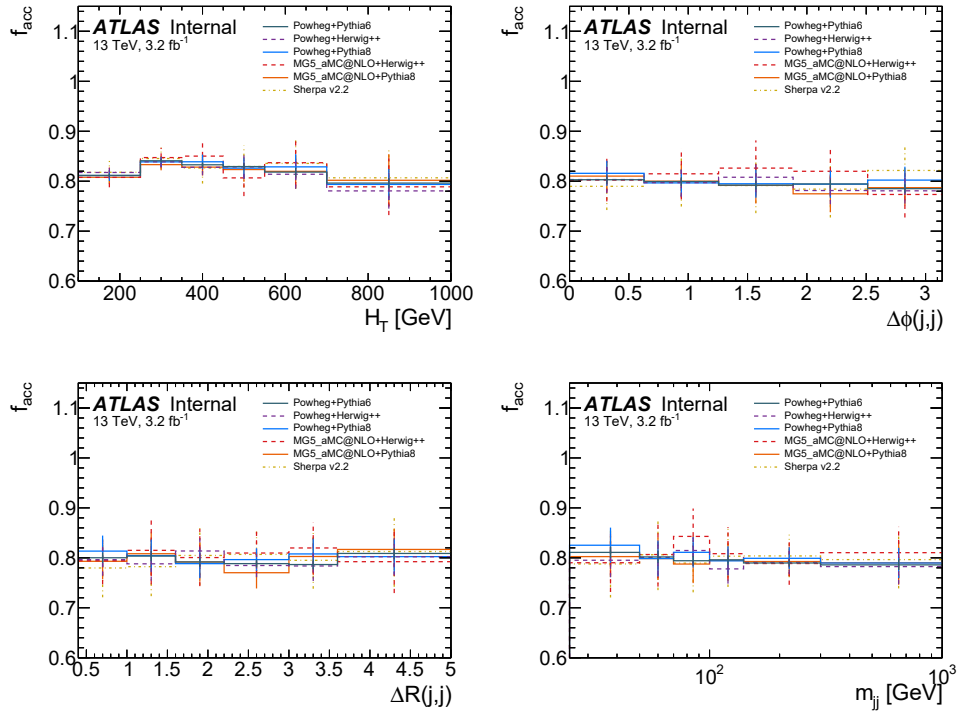 f_acc
ATLAS Internal
13 TeV, 3.2 fb⁻¹
Powheg+Pythia6
Powheg+Herwig++
Powheg+Pythia8
MG5_aMC@NLO+Herwig++
MG5_aMC@NLO+Pythia8
Sherpa v2.2
1.1
1
0.9
0.8
0.7
0.6
200 400 600 800 1000
H_T [GeV]
f_acc
ATLAS Internal
13 TeV, 3.2 fb⁻¹
Powheg+Pythia6
Powheg+Herwig++
Powheg+Pythia8
MG5_aMC@NLO+Herwig++
MG5_aMC@NLO+Pythia8
Sherpa v2.2
1.1
1
0.9
0.8
0.7
0.6
0 0.5 1 1.5 2 2.5 3
Δϕ(j,j)
f_acc
ATLAS Internal
13 TeV, 3.2 fb⁻¹
Powheg+Pythia6
Powheg+Herwig++
Powheg+Pythia8
MG5_aMC@NLO+Herwig++
MG5_aMC@NLO+Pythia8
Sherpa v2.2
1.1
1
0.9
0.8
0.7
0.6
0.5 1 1.5 2 2.5 3 3.5 4 4.5 5
ΔR(j,j)
f_acc
ATLAS Internal
13 TeV, 3.2 fb⁻¹
Powheg+Pythia6
Powheg+Herwig++
Powheg+Pythia8
MG5_aMC@NLO+Herwig++
MG5_aMC@NLO+Pythia8
Sherpa v2.2
1.1
1
0.9
0.8
0.7
0.6
10² 10³
m_jj [GeV]